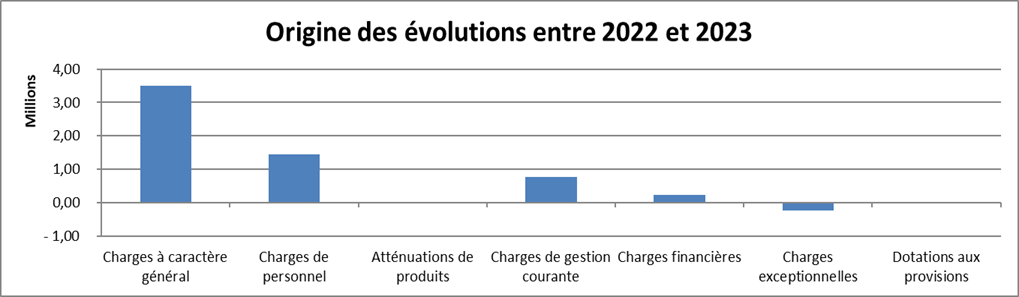 Origine des évolutions entre 2022 et 2023
Millions
4,00
3,00
2,00
1,00
0,00
- 1,00
Charges à caractère
général
Charges de
personnel
Atténuations de
produits
Charges de gestion
courante
Charges financières
Charges
exceptionnelles
Dotations aux
provisions